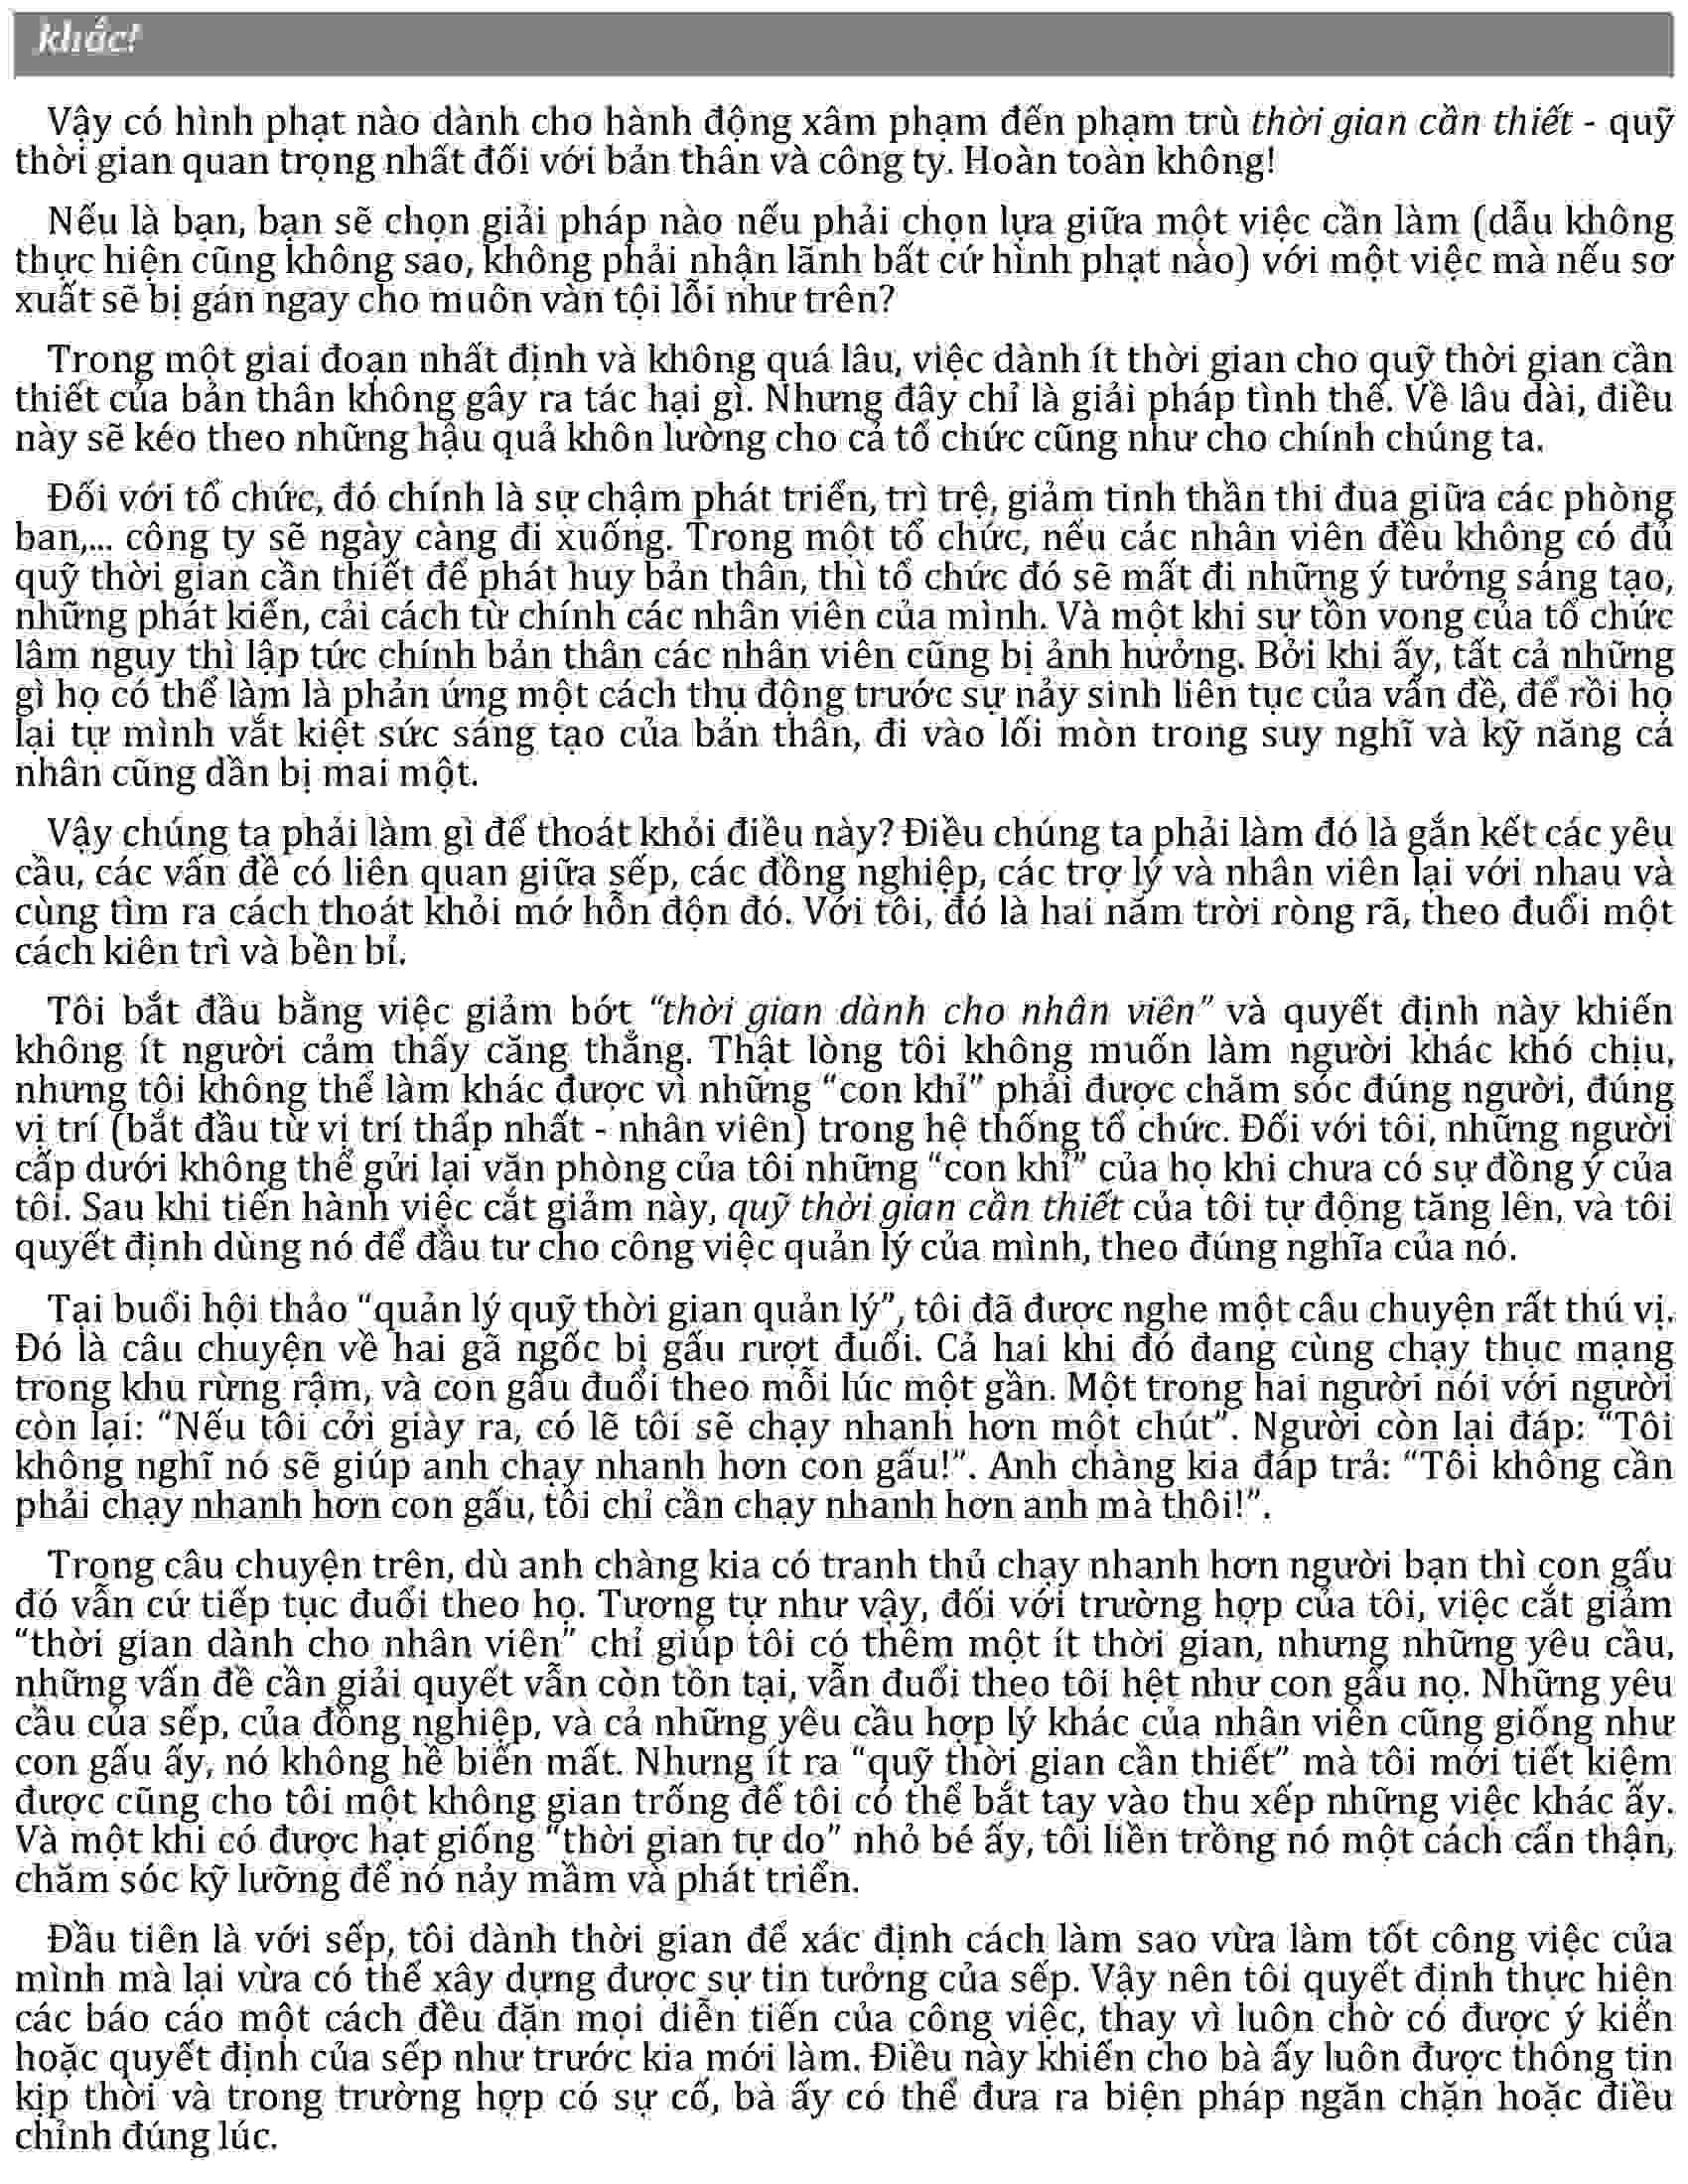 khác!
Vậy có hình phạt nào dành cho hành động xâm phạm đến phạm trù thời gian cần thiết - quỹ
thời gian quan trọng nhất đối với bản thân và công ty. Hoàn toàn không!
Nếu là bạn, bạn sẽ chọn giải pháp nào nếu phải chọn lựa giữa một việc cần làm (dẫu không
thực hiện cũng không sao, không phải nhận lãnh bất cứ hình phạt nào) với một việc mà nếu sơ
xuất sẽ bị gán ngay cho muôn vàn tội lỗi như trên?
Trong một giai đoạn nhất định và không quá lâu, việc dành ít thời gian cho quỹ thời gian cần
thiết của bản thân không gây ra tác hại gì. Nhưng đây chỉ là giải pháp tình thế. Về lâu dài, điều
này sẽ kéo theo những hậu quả khôn lường cho cả tổ chức cũng như cho chính chúng ta.
Đối với tổ chức, đó chính là sự chậm phát triển, trì trệ, giảm tinh thần thi đua giữa các phòng
ban,... công ty sẽ ngày càng đi xuống. Trong một tổ chức, nếu các nhân viên đều không có đủ
quỹ thời gian cần thiết để phát huy bản thân, thì tổ chức đó sẽ mất đi những ý tưởng sáng tạo,
những phát kiến, cải cách từ chính các nhân viên của mình. Và một khi sự tồn vong của tổ chức
lâm nguy thì lập tức chính bản thân các nhân viên cũng bị ảnh hưởng. Bởi khi ấy, tất cả những
gì họ có thể làm là phản ứng một cách thụ động trước sự nảy sinh liên tục của vấn đề, để rồi họ
lại tự mình vắt kiệt sức sáng tạo của bản thân, đi vào lối mòn trong suy nghĩ và kỹ năng cá
nhân cũng dần bị mai một.
Vậy chúng ta phải làm gì để thoát khỏi điều này? Điều chúng ta phải làm đó là gắn kết các yêu
cầu, các vấn đề có liên quan giữa sếp, các đồng nghiệp, các trợ lý và nhân viên lại với nhau và
cùng tìm ra cách thoát khỏi mớ hỗn độn đó. Với tôi, đó là hai năm trời ròng rã, theo đuổi một
cách kiên trì và bền bỉ.
Tôi bắt đầu bằng việc giảm bớt “thời gian dành cho nhân viên” và quyết định này khiến
không ít người cảm thấy căng thẳng. Thật lòng tôi không muốn làm người khác khó chịu,
nhưng tôi không thể làm khác được vì những “con khỉ” phải được chăm sóc đúng người, đúng
vị trí (bắt đầu từ vị trí thấp nhất - nhân viên) trong hệ thống tổ chức. Đối với tôi, những người
cấp dưới không thể gửi lại văn phòng của tôi những “con khỉ” của họ khi chưa có sự đồng ý của
tôi. Sau khi tiến hành việc cắt giảm này, quỹ thời gian cần thiết của tôi tự động tăng lên, và tôi
quyết định dùng nó để đầu tư cho công việc quản lý của mình, theo đúng nghĩa của nó.
Tại buổi hội thảo “quản lý quỹ thời gian quản lý”, tôi đã được nghe một câu chuyện rất thú vị.
Đó là câu chuyện về hai gã ngốc bị gấu rượt đuổi. Cả hai khi đó đang cùng chạy thục mạng
trong khu rừng rậm, và con gấu đuổi theo mỗi lúc một gần. Một trong hai người nói với người
còn lại: “Nếu tôi cởi giày ra, có lẽ tôi sẽ chạy nhanh hơn một chút”. Người còn lại đáp: “Tôi
không nghĩ nó sẽ giúp anh chạy nhanh hơn con gấu!”. Anh chàng kia đáp trả: “Tôi không cần
phải chạy nhanh hơn con gấu, tôi chỉ cần chạy nhanh hơn anh mà thôi!”.
Trong câu chuyện trên, dù anh chàng kia có tranh thủ chạy nhanh hơn người bạn thì con gấu
đó vẫn cứ tiếp tục đuổi theo họ. Tương tự như vậy, đối với trường hợp của tôi, việc cắt giảm
“thời gian dành cho nhân viên” chỉ giúp tôi có thêm một ít thời gian, nhưng những yêu cầu,
những vấn đề cần giải quyết vẫn còn tồn tại, vẫn đuổi theo tôi hệt như con gấu nọ. Những yêu
cầu của sếp, của đồng nghiệp, và cả những yêu cầu hợp lý khác của nhân viên cũng giống như
con gấu ấy, nó không hề biến mất. Nhưng ít ra “quỹ thời gian cần thiết” mà tôi mới tiết kiệm
được cũng cho tôi một không gian trống để tôi có thể bắt tay vào thu xếp những việc khác ấy.
Và một khi có được hạt giống “thời gian tự do” nhỏ bé ấy, tôi liền trồng nó một cách cẩn thận,
chăm sóc kỹ lưỡng để nó nảy mầm và phát triển.
Đầu tiên là với sếp, tôi dành thời gian để xác định cách làm sao vừa làm tốt công việc của
mình mà lại vừa có thể xây dựng được sự tin tưởng của sếp. Vậy nên tôi quyết định thực hiện
các báo cáo một cách đều đặn mọi diễn tiến của công việc, thay vì luôn chờ có được ý kiến
hoặc quyết định của sếp như trước kia mới làm. Điều này khiến cho bà ấy luôn được thông tin
kịp thời và trong trường hợp có sự cố, bà ấy có thể đưa ra biện pháp ngăn chặn hoặc điều
chỉnh đúng lúc.